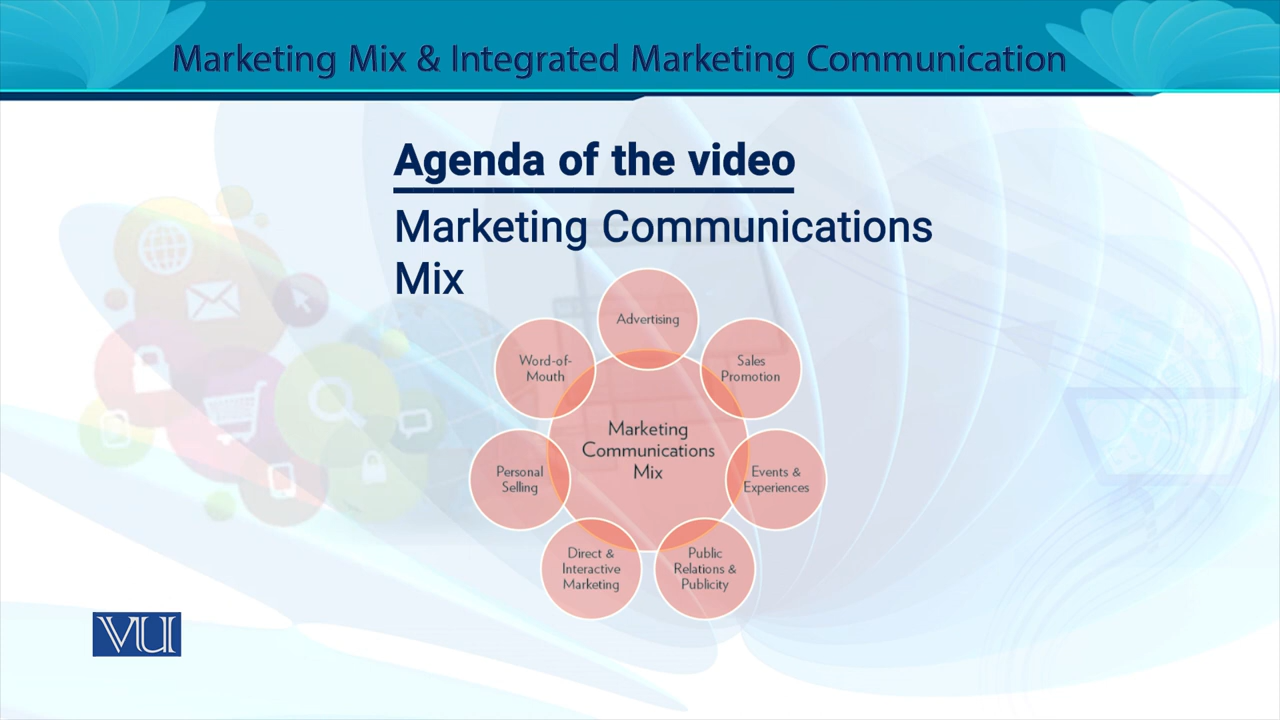 Marketing Mix & Integrated Marketing Communication
Agenda of the video
Marketing Communications
Mix
Advertising
Sales
Promotion
Events &
Experiences
Public
Relations &
Publicity
Direct &
Interactive
Marketing
Personal
Selling
Word-of-
Mouth
Marketing
Communications
Mix
VU